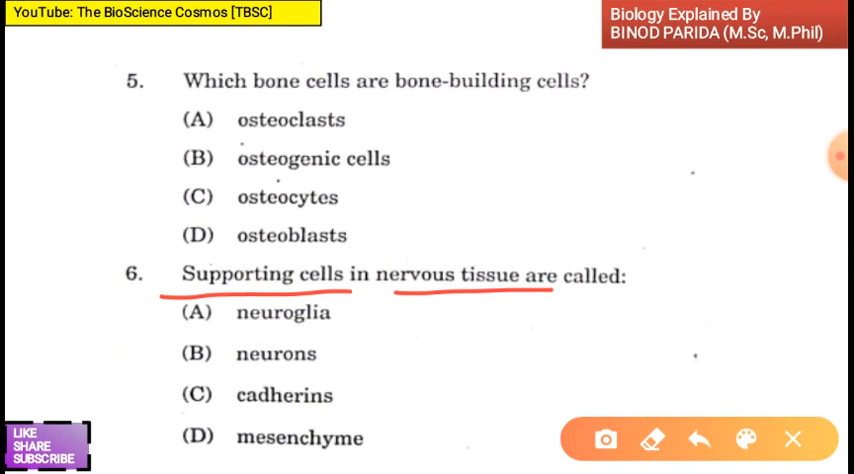 YouTube: The BioScience Cosmos [TBSC]
Biology Explained By
BINOD PARIDA (M.Sc, M.Phil)
5. Which bone cells are bone-building cells?
(A) osteoclasts
(B) osteogenic cells
(C) osteocytes
(D) osteoblasts
6. Supporting cells in nervous tissue are called:
(A) neuroglia
(B) neurons
(C) cadherins
(D) mesenchyme
LIKE
SHARE
SUBSCRIBE